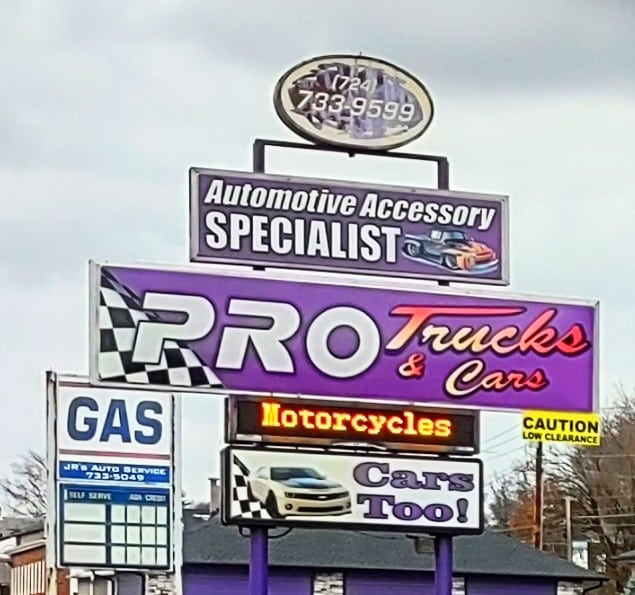 (724)
733-9599
Automotive Accessory
SPECIALIST
PRO Trucks
& Cars
Motorcycles
CAUTION
LOW CLEARANCE
Cars
Too!
GAS
JR's AUTO SERVICE
733-5049
SELF SERVE
CREDIT